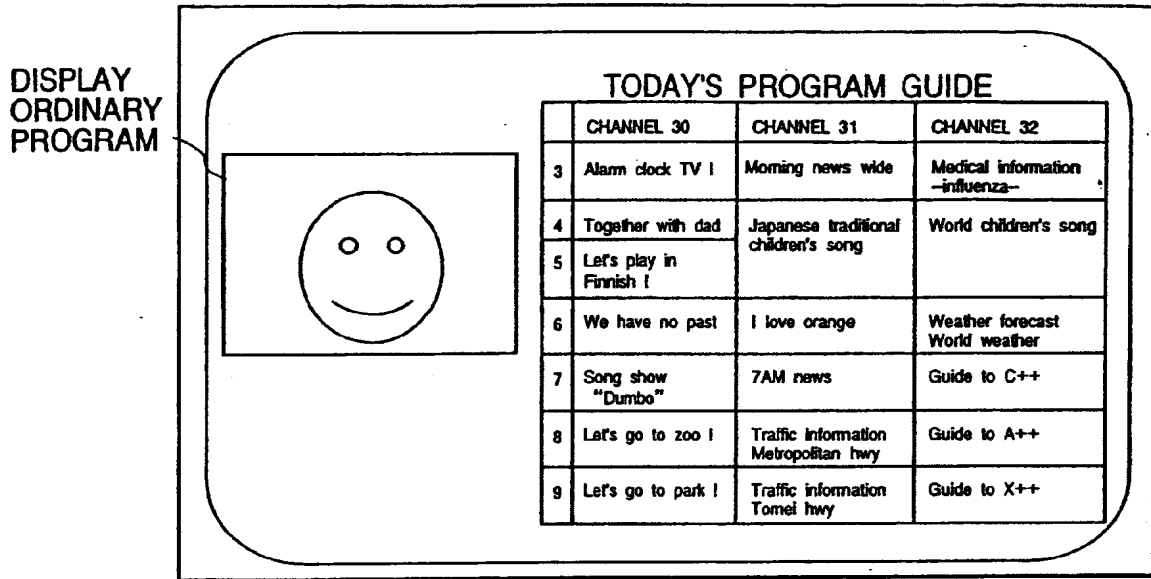 DISPLAY
ORDINARY
PROGRAM
TODAY'S PROGRAM GUIDE
CHANNEL 30 CHANNEL 31 CHANNEL 32
3 Alarm clock TV ! Morning news wide Medical information
–influenza–
4 Together with dad Japanese traditional World children's song
children's song
5 Let's play in
Finnish !
6 We have no past I love orange Weather forecast
World weather
7 Song show 7AM news Guide to C++
"Dumbo"
8 Let's go to zoo ! Traffic information Guide to A++
Metropolitan hwy
9 Let's go to park ! Traffic information Guide to X++
Tomei hwy